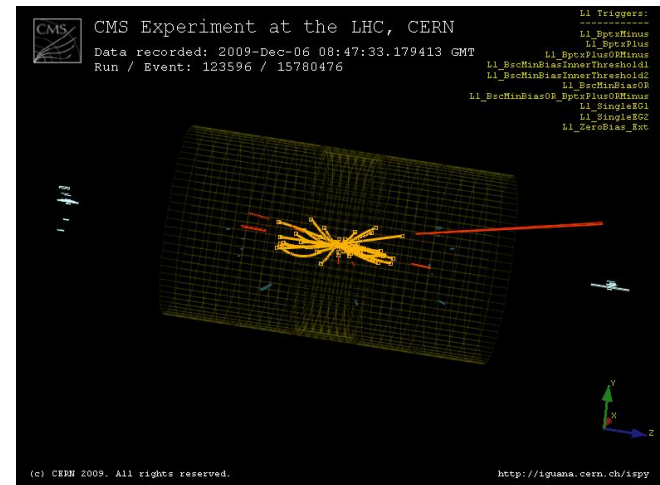 CMS
CMS Experiment at the LHC, CERN
Data recorded: 2009-Dec-06 08:47:33.179413 GMT
Run / Event: 123596 / 15780476
L1 Triggers:
------------
L1_BptxMinus
L1_BptxPlus
L1_BptxPlusORMinus
L1_BscMinBiasInnerThreshold1
L1_BscMinBiasInnerThreshold2
L1_BscMinBiasOR
L1_BscMinBiasOR_BptxPlusORMinus
L1_SingleEG1
L1_SingleEG2
L1_ZeroBias_Ext
Y
X
Z
(c) CERN 2009. All rights reserved.
http://iguana.cern.ch/ispy